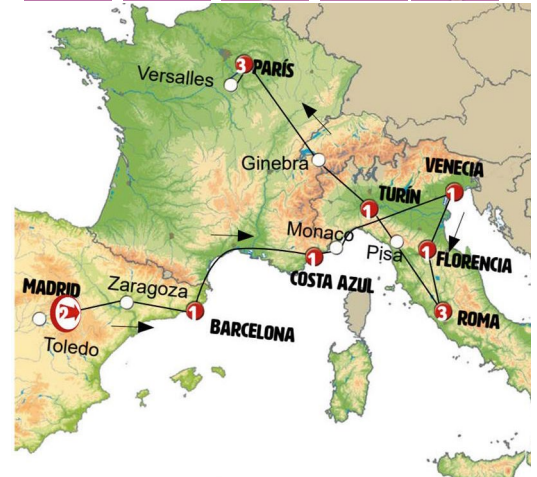 3 PARÍS
Versalles
Ginebra
VENECIA
1
TURÍN
1
Monaco
Pisa
1 FLORENCIA
1
COSTA AZUL
MADRID
2
Zaragoza
1
BARCELONA
3 ROMA
Toledo